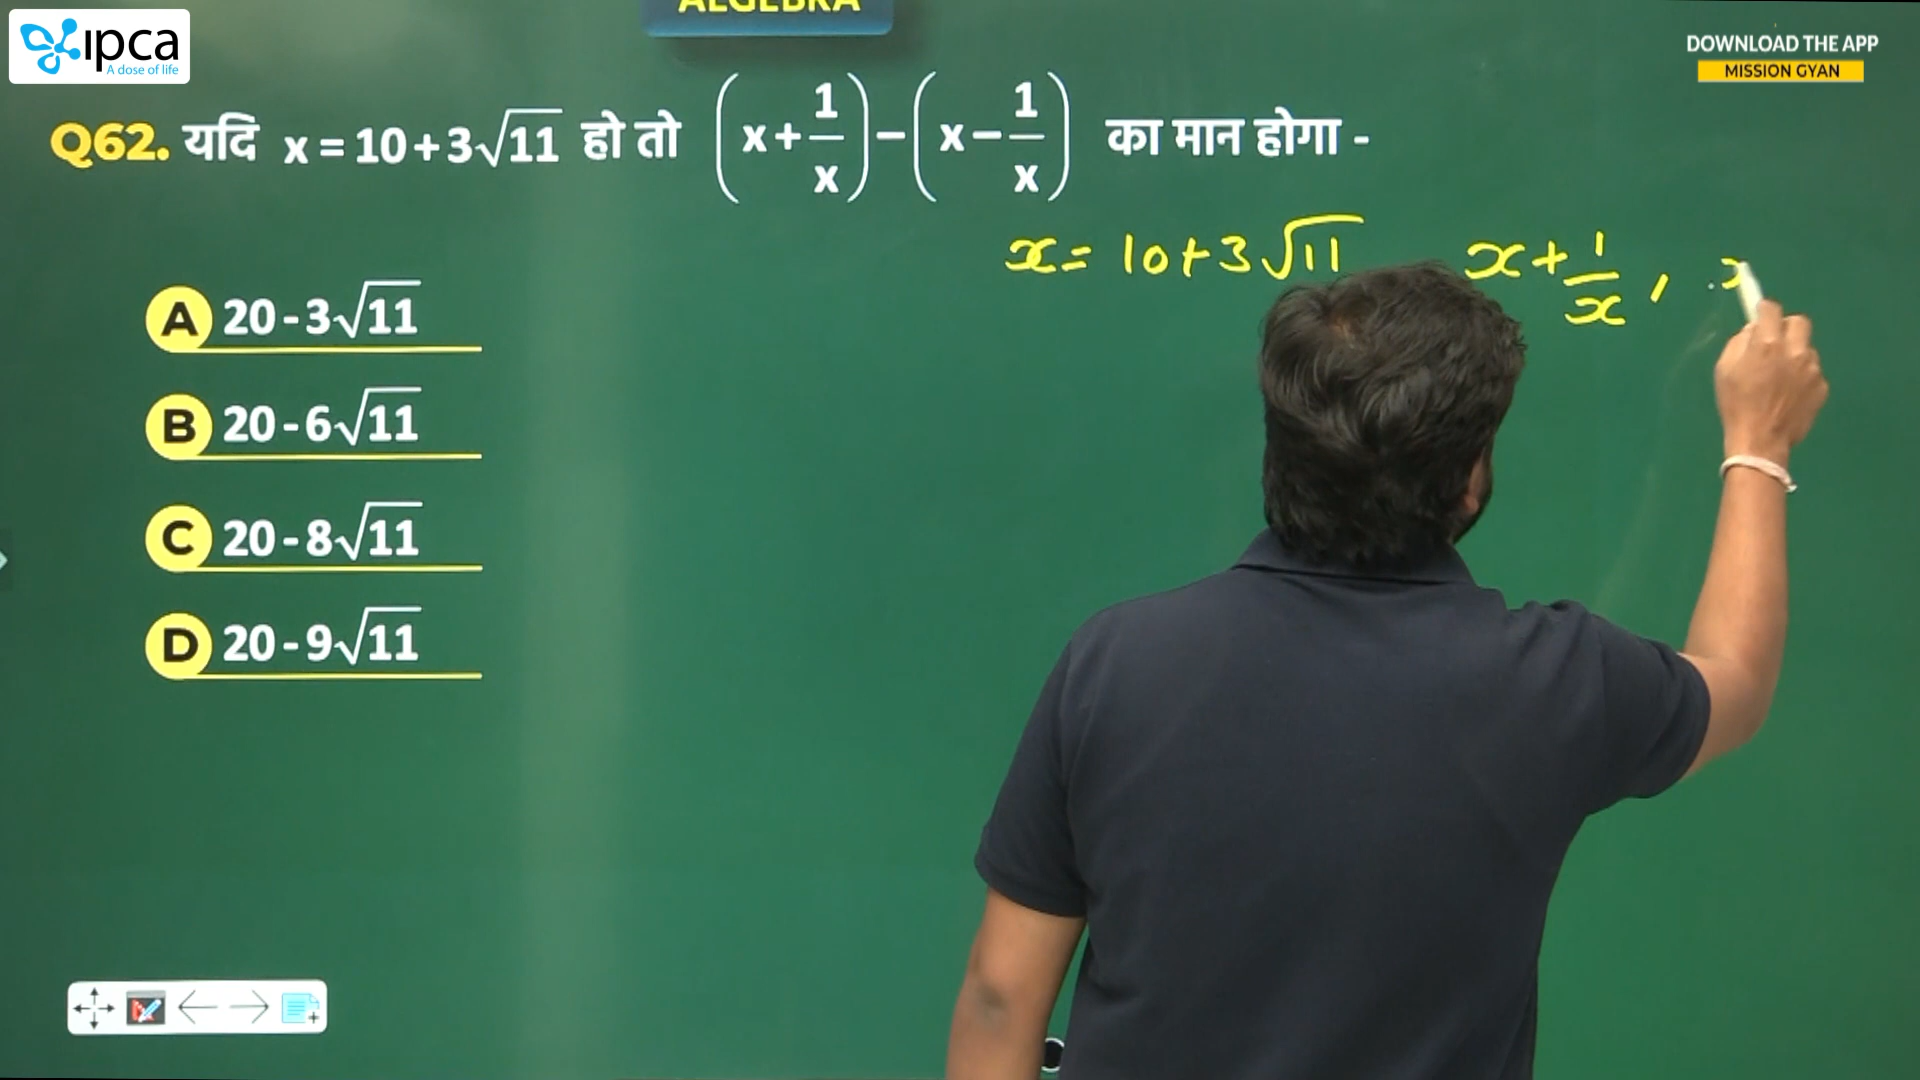 ALGEBRA
ipca
A dose of life
DOWNLOAD THE APP
MISSION GYAN
Q62. यदि x = 10 + 3√11 हो तो (x + 1/x) - (x - 1/x) का मान होगा -
x = 10 + 3√11 x + 1/x ,
A 20 - 3√11
B 20 - 6√11
C 20 - 8√11
D 20 - 9√11